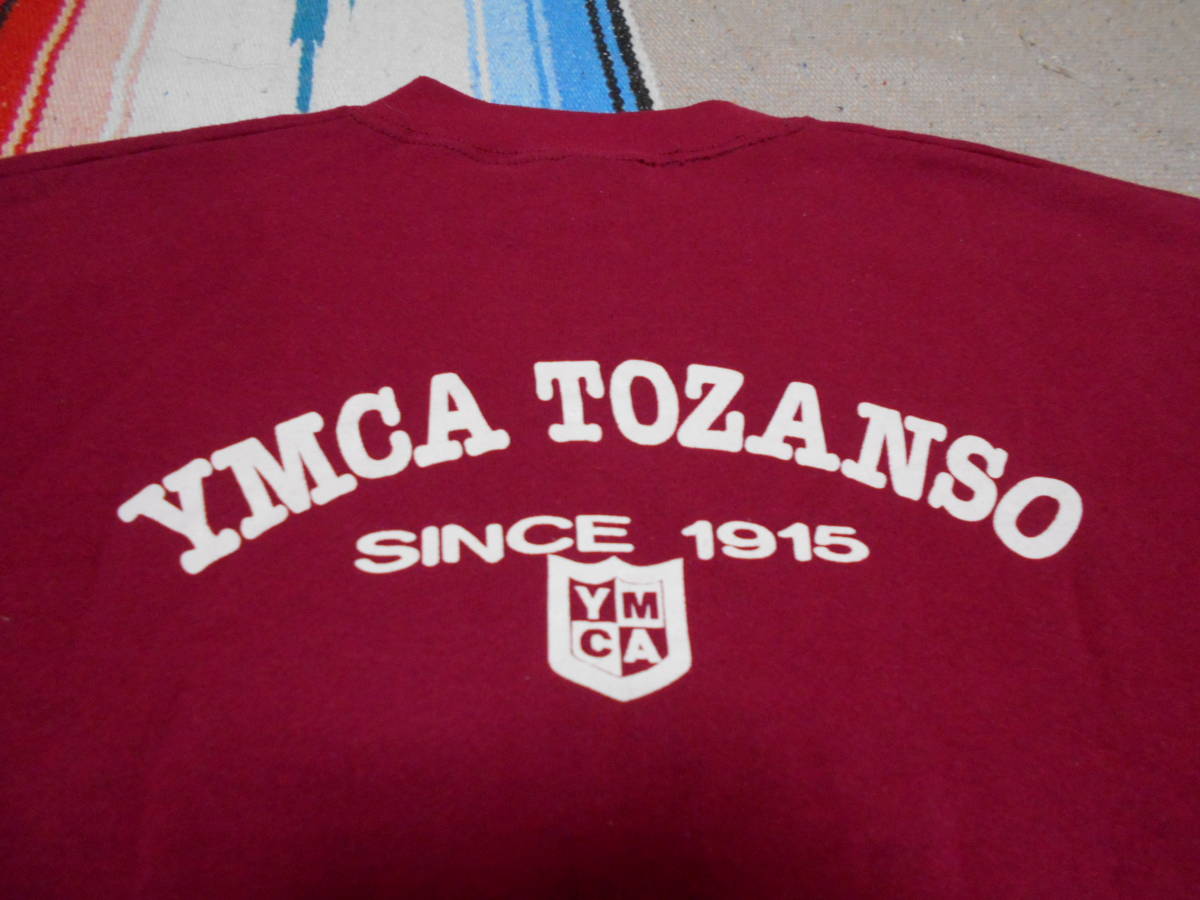 YMCA TOZANSO
SINCE 1915
YM
CA